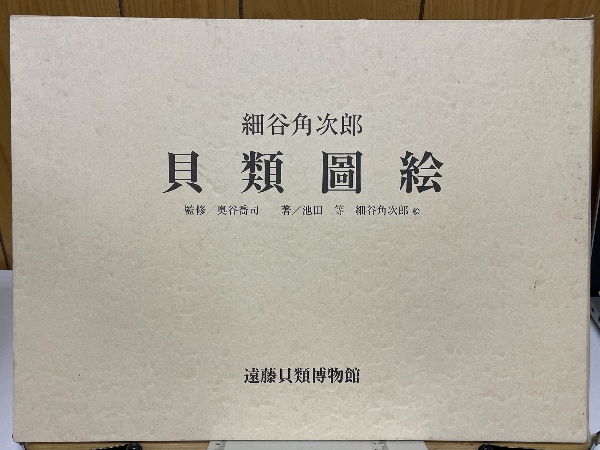 細谷角次郎
貝類圖絵
監修／奥谷喬司　著／池田　等　細谷角次郎 絵
遠藤貝類博物館